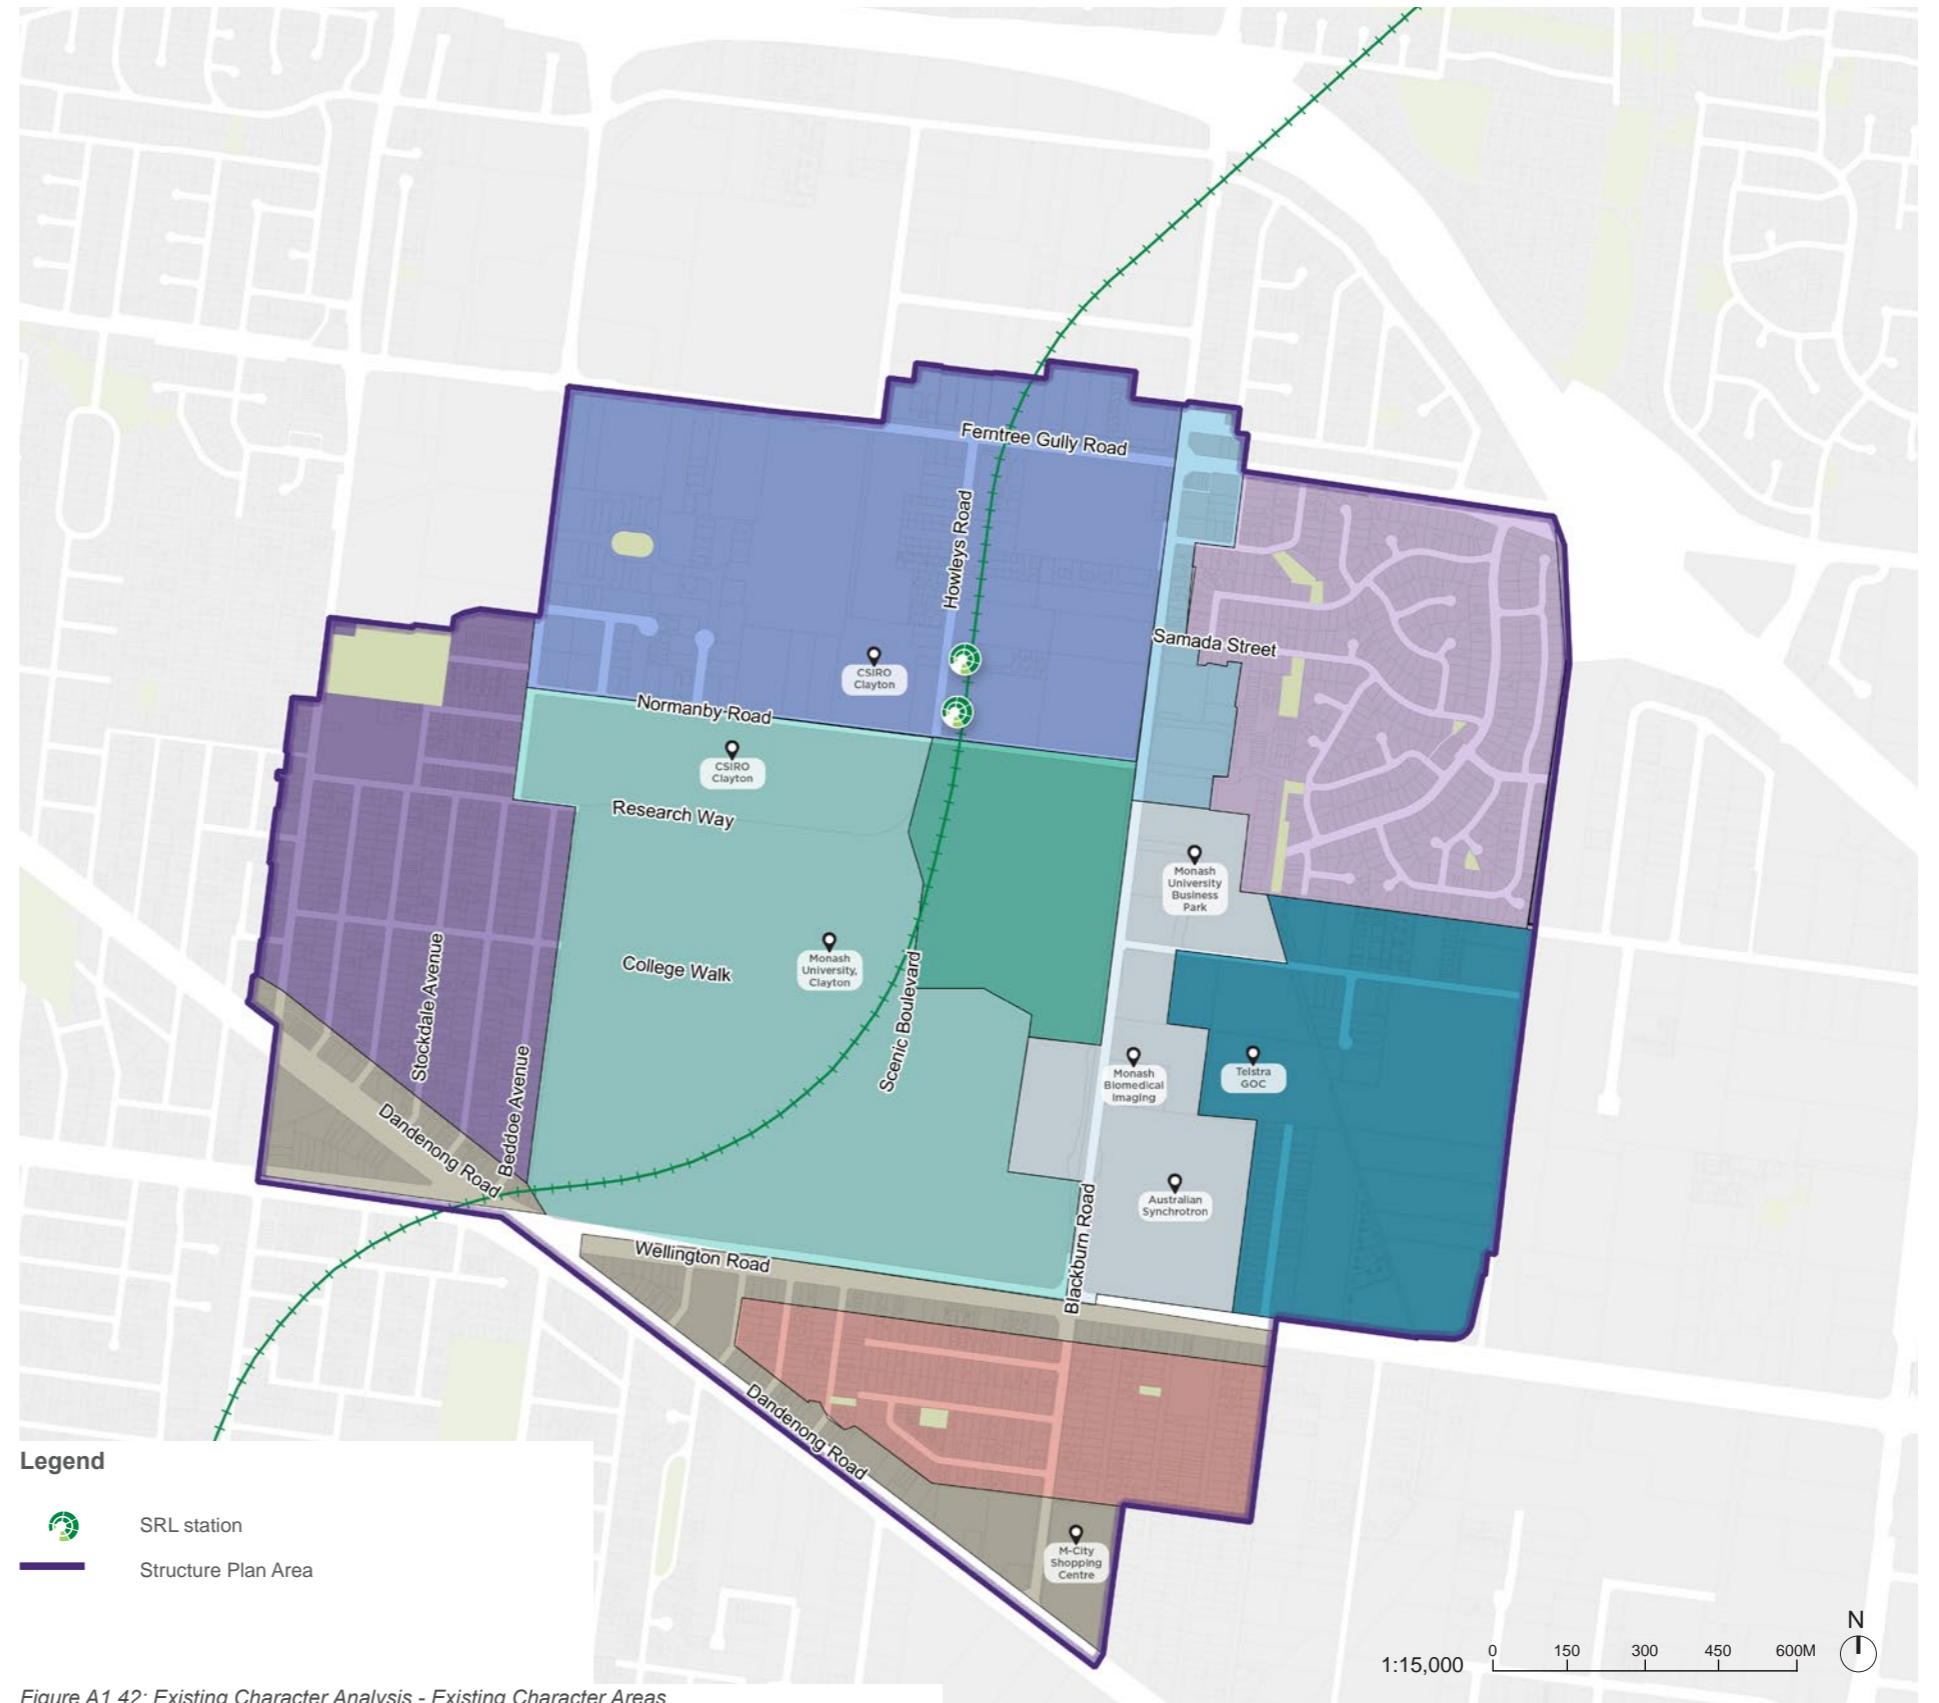 Ferntree Gully Road
Howleys Road
Samada Street
CSIRO
Clayton
Normanby Road
CSIRO
Clayton
Research Way
Monash
University
Business
Park
Stockdale Avenue
College Walk
Monash
University,
Clayton
Scenic Boulevard
Beddoe Avenue
Monash
Biomedical
Imaging
Telstra
GOC
Dandenong Road
Australian
Synchrotron
Blackburn Road
Wellington Road
Dandenong Road
M-City
Shopping
Centre
Legend
SRL station
Structure Plan Area
1:15,000
0 150 300 450 600M
N
Figure A1.42: Existing Character Analysis - Existing Character Areas